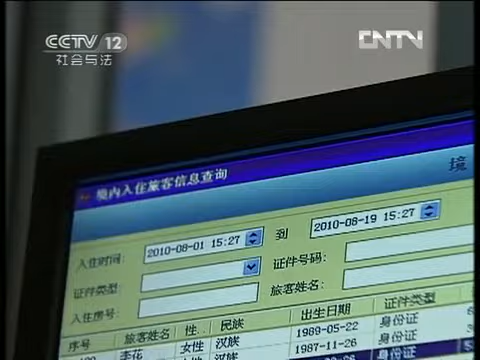 CCTV 12
社会与法
CNTV
境内入住旅客信息查询
境
入住时间: 2010-08-01 15:27 到 2010-08-19 15:27
证件类型: 证件号码:
入住房号: 旅客姓名:
序号 旅客姓名 性. 民族 出生日期 证件类型
女性 汉族 1989-05-22 身份证
汉族 1987-11-26 身份证
身份证